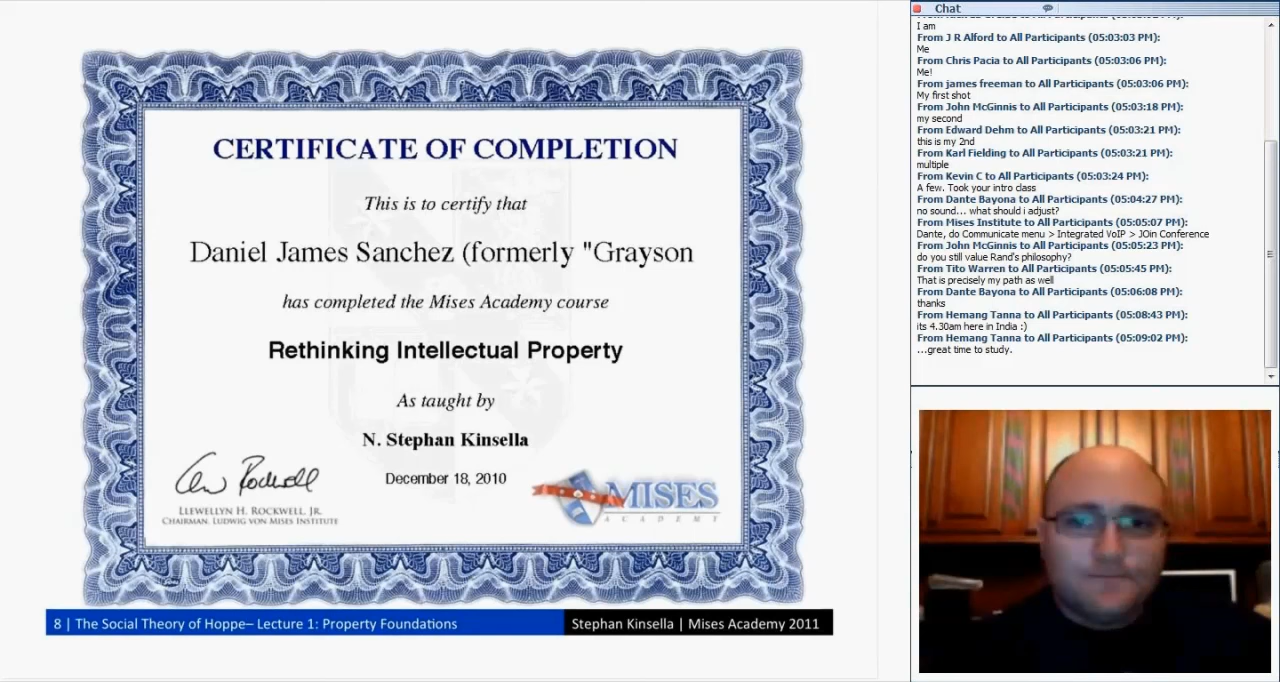 CERTIFICATE OF COMPLETION
This is to certify that
Daniel James Sanchez (formerly "Grayson
has completed the Mises Academy course
Rethinking Intellectual Property
As taught by
N. Stephan Kinsella
December 18, 2010
LLEWELLYN H. ROCKWELL, JR.
CHAIRMAN, LUDWIG VON MISES INSTITUTE
MISES
ACADEMY
8 | The Social Theory of Hoppe– Lecture 1: Property Foundations
Stephan Kinsella | Mises Academy 2011
Chat
I am
From J R Alford to All Participants (05:03:03 PM):
Me
From Chris Pacia to All Participants (05:03:06 PM):
Me!
From james freeman to All Participants (05:03:06 PM):
My first shot
From John McGinnis to All Participants (05:03:18 PM):
my second
From Edward Dehm to All Participants (05:03:21 PM):
this is my 2nd
From Karl Fielding to All Participants (05:03:21 PM):
multiple
From Kevin C to All Participants (05:03:24 PM):
A few. Took your intro class
From Dante Bayona to All Participants (05:04:27 PM):
no sound... what should i adjust?
From Mises Institute to All Participants (05:05:07 PM):
Dante, do Communicate menu > Integrated VoIP > JOin Conference
From John McGinnis to All Participants (05:05:23 PM):
do you still value Rand's philosophy?
From Tito Warren to All Participants (05:05:45 PM):
That is precisely my path as well
From Dante Bayona to All Participants (05:06:08 PM):
thanks
From Hemang Tanna to All Participants (05:08:43 PM):
its 4.30am here in India :)
From Hemang Tanna to All Participants (05:09:02 PM):
...great time to study.